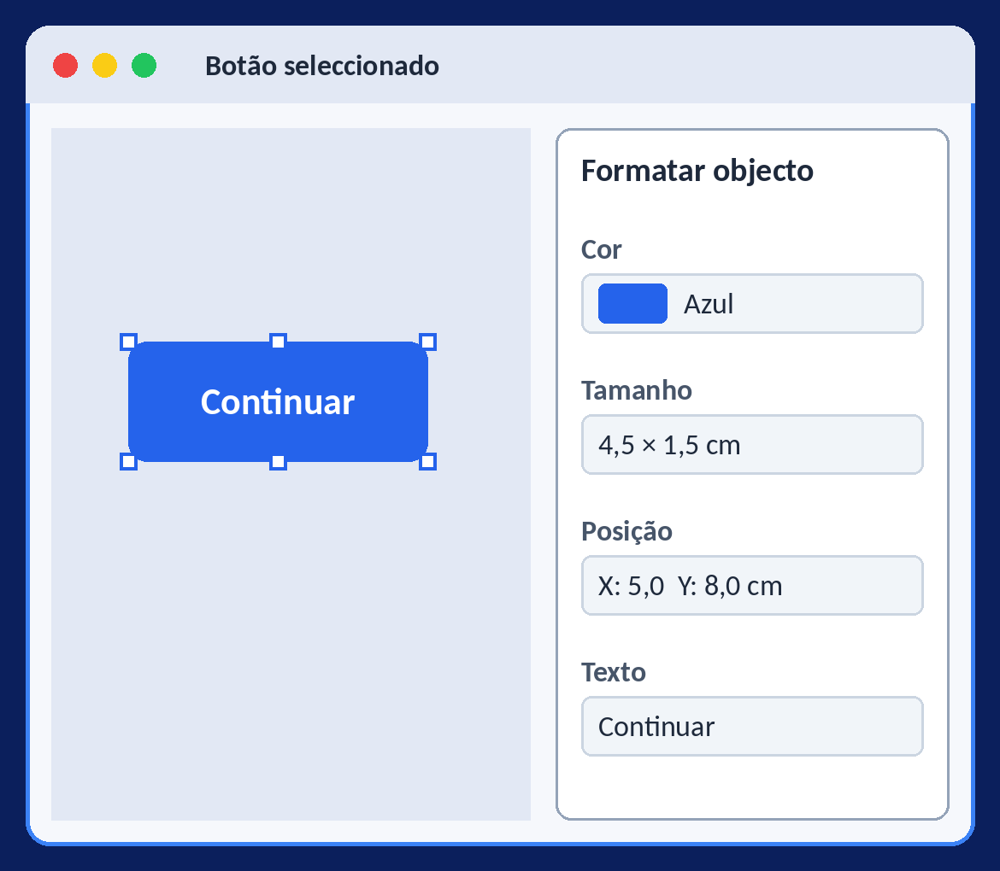 Botão seleccionado
Continuar
Formatar objecto
Cor
Azul
Tamanho
4,5 × 1,5 cm
Posição
X: 5,0  Y: 8,0 cm
Texto
Continuar